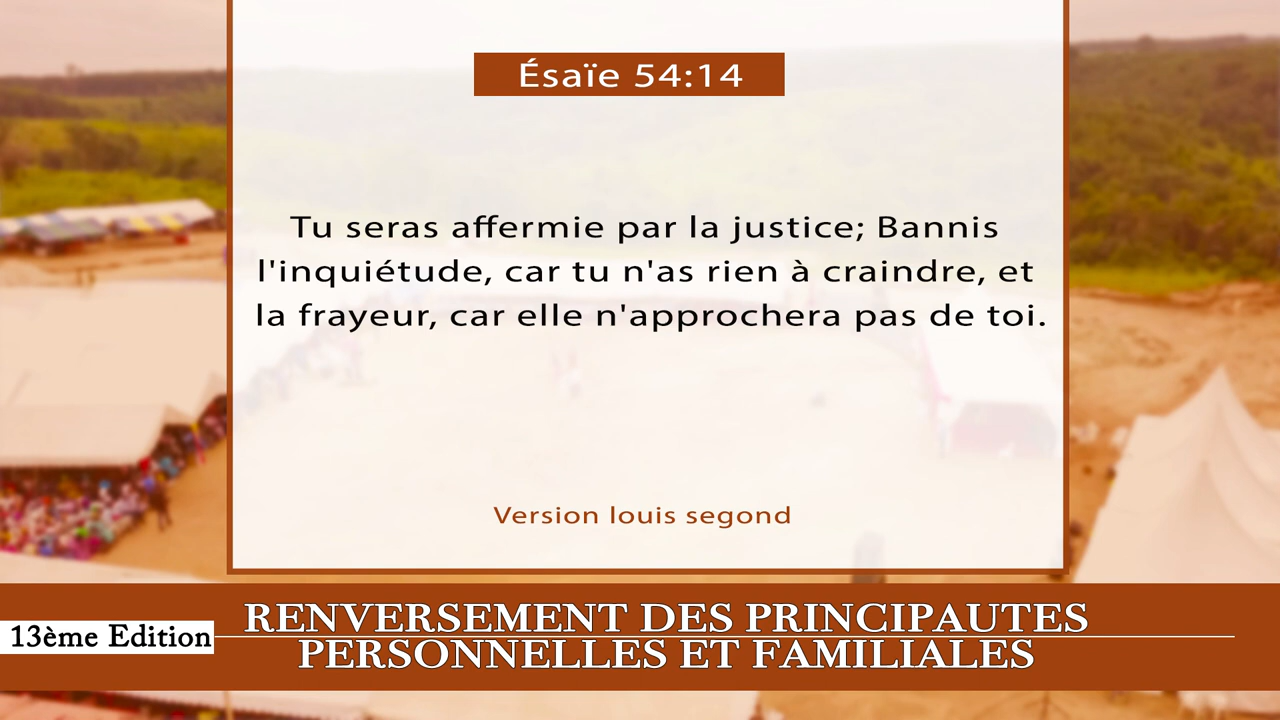 Ésaïe 54:14
Tu seras affermie par la justice; Bannis
l'inquiétude, car tu n'as rien à craindre, et
la frayeur, car elle n'approchera pas de toi.
Version louis segond
13ème Edition
RENVERSEMENT DES PRINCIPAUTES
PERSONNELLES ET FAMILIALES